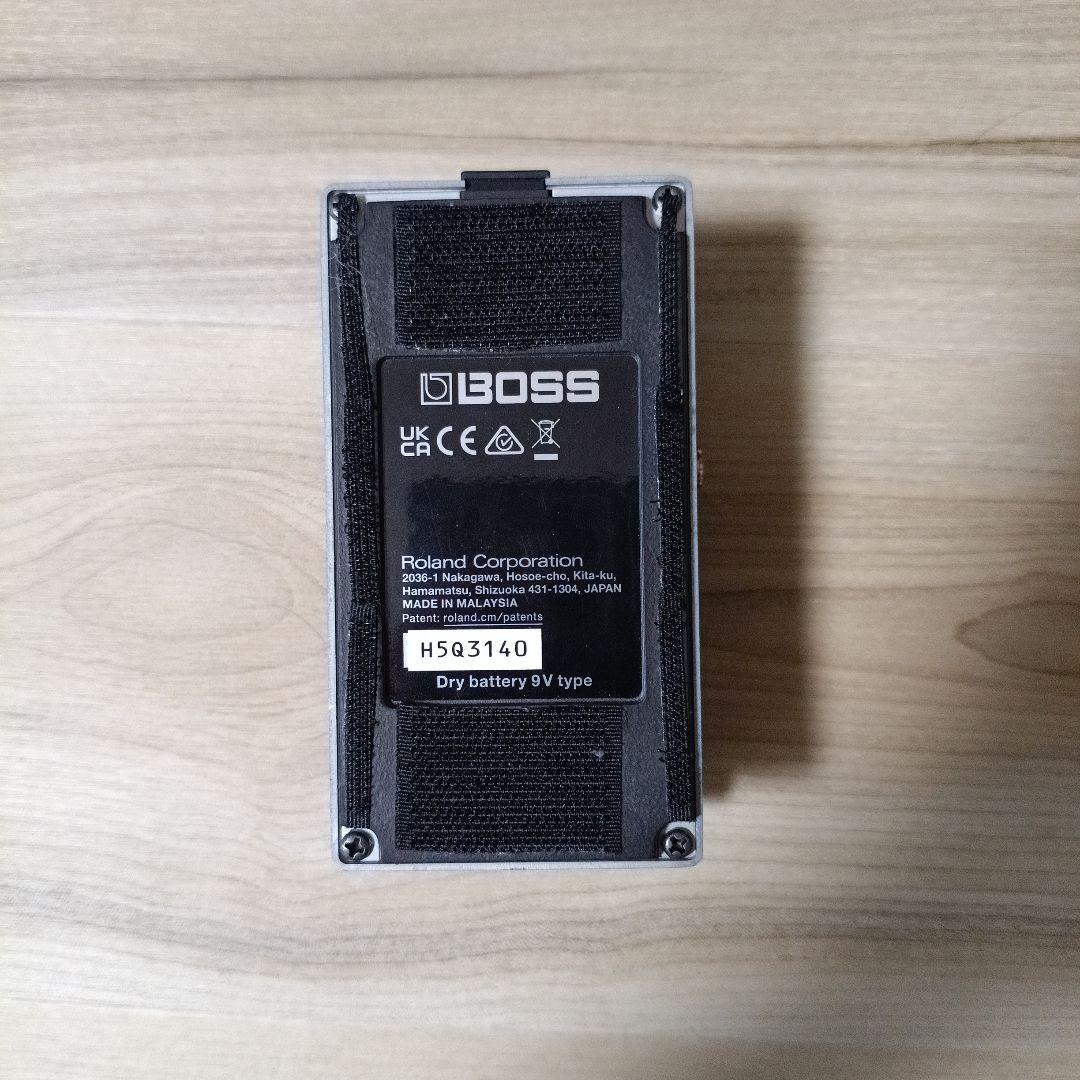 BOSS
UK
CA CE
Roland Corporation
2036-1 Nakagawa, Hosoe-cho, Kita-ku,
Hamamatsu, Shizuoka 431-1304, JAPAN
MADE IN MALAYSIA
Patent: roland.cm/patents
H5Q3140
Dry battery 9V type